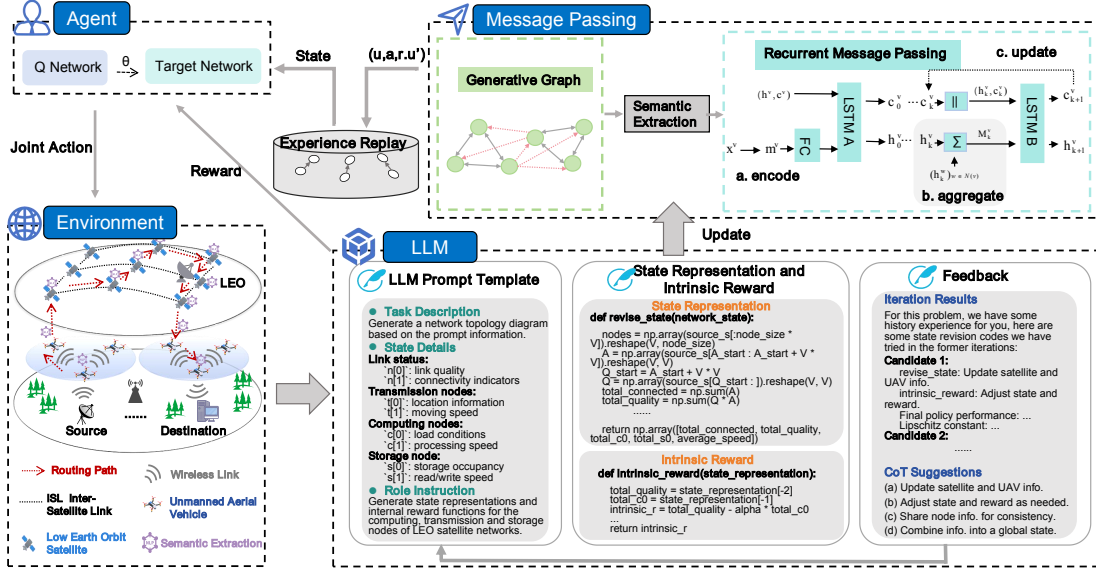 Agent
Q Network
θ
Target Network
State
(u,a,r.u')
Experience Replay
Joint Action
Reward
Message Passing
Generative Graph
Semantic
Extraction
Recurrent Message Passing
c. update
(h^v, c^v)
LSTM A
c_0^v ... c_k^v
||
(h_k^v, c_k^v)
LSTM B
c_{k+1}^v
x^v
m^v
FC
h_0^v ... h_k^v
Σ
M_k^v
h_{k+1}^v
a. encode
(h_k^w)_{w∈N(v)}
b. aggregate
Update
Environment
LEO
Source
......
Destination
Routing Path
Wireless Link
ISL Inter-
Satellite Link
Unmanned Aerial
Vehicle
Low Earth Orbit
Satellite
Semantic Extraction
LLM
LLM Prompt Template
● Task Description
Generate a network topology diagram
based on the prompt information.
● State Details
Link status:
`n[0]`: link quality
`n[1]`: connectivity indicators
Transmission nodes:
`t[0]`: location information
`t[1]`: moving speed
Computing nodes:
`c[0]`: load conditions
`c[1]`: processing speed
Storage node:
`s[0]`: storage occupancy
`s[1]`: read/write speed
● Role Instruction
Generate state representations and
internal reward functions for the
computing, transmission and storage
nodes of LEO satellite networks.
State Representation and
Intrinsic Reward
State Representation
def revise_state(network_state):
nodes = np.array(source_s[:node_size *
V]).reshape(V, node_size)
A = np.array(source_s[A_start : A_start + V *
V]).reshape(V, V)
Q_start = A_start + V * V
Q = np.array(source_s[Q_start : ]).reshape(V, V)
total_connected = np.sum(A)
total_quality = np.sum(Q * A)
......
return np.array([total_connected, total_quality,
total_c0, total_s0, average_speed])
Intrinsic Reward
def intrinsic_reward(state_representation):
total_quality = state_representation[-2]
total_c0 = state_representation[-1]
intrinsic_r = total_quality - alpha * total_c0
...
return intrinsic_r
Feedback
Iteration Results
For this problem, we have some
history experience for you, here are
some state revision codes we have
tried in the former iterations:
Candidate 1:
revise_state: Update satellite and
UAV info.
intrinsic_reward: Adjust state and
reward.
Final policy performance: ...
Lipschitz constant: ...
Candidate 2:
......
CoT Suggestions
(a) Update satellite and UAV info.
(b) Adjust state and reward as needed.
(c) Share node info. for consistency.
(d) Combine info. into a global state.